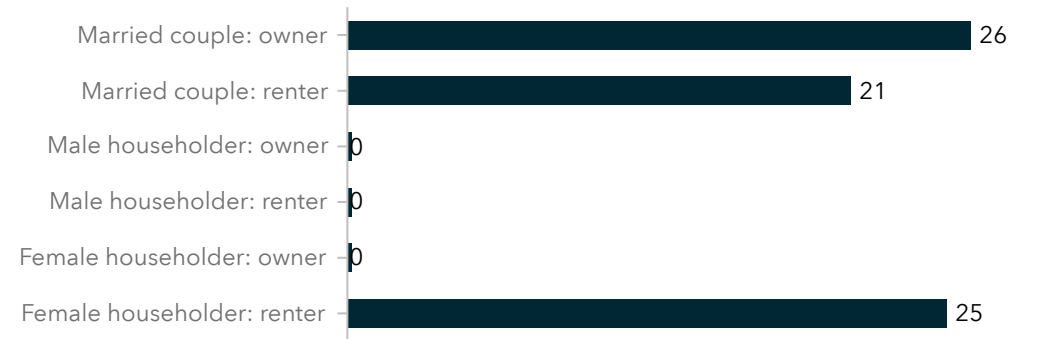 Married couple: owner 26
Married couple: renter 21
Male householder: owner 0
Male householder: renter 0
Female householder: owner 0
Female householder: renter 25